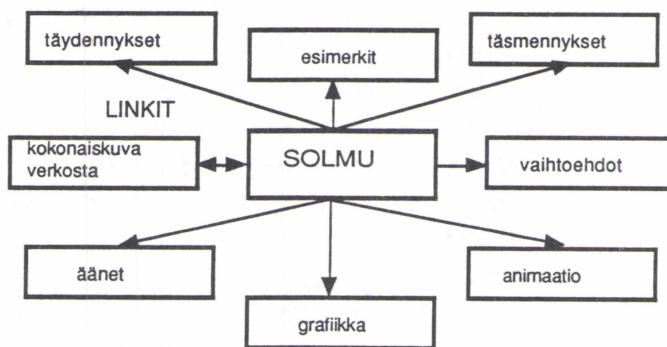 täydennykset
esimerkit
täsmennykset
LINKIT
kokonaiskuva
verkosta
SOLMU
vaihtoehdot
äänet
animaatio
grafiikka